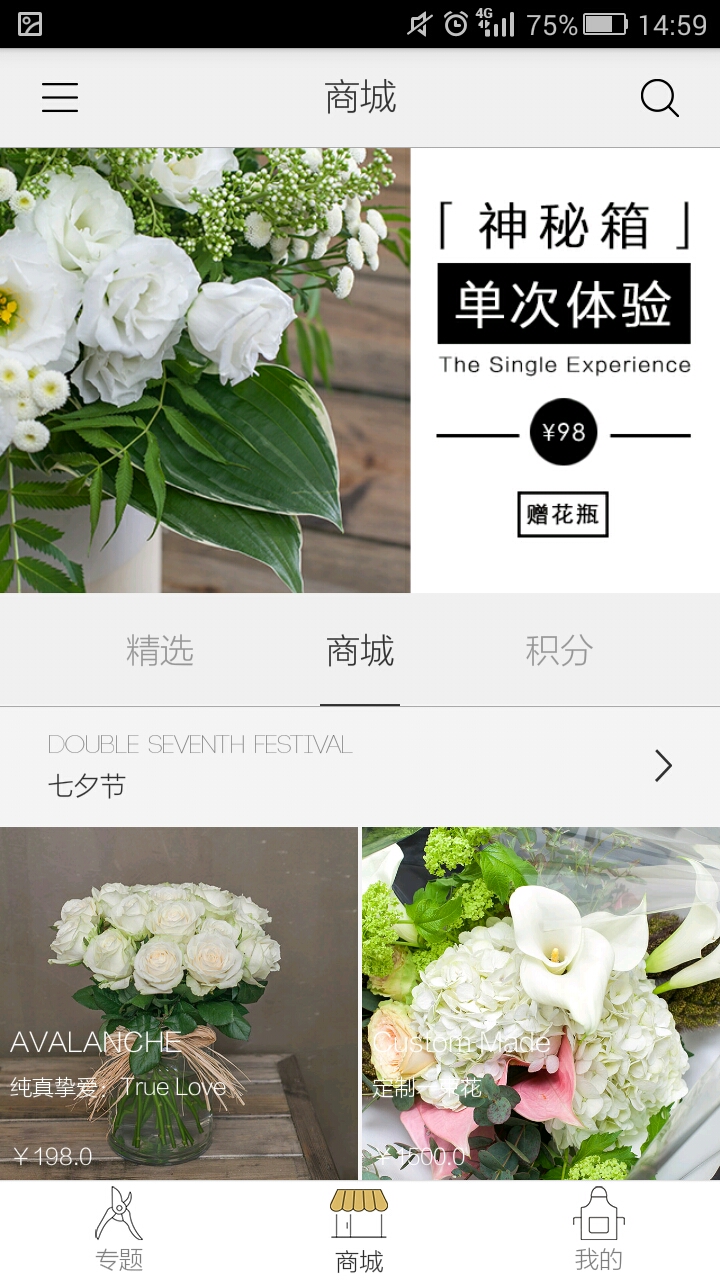 4G 75% 14:59
商城
「神秘箱」
单次体验
The Single Experience
¥98
赠花瓶
精选 商城 积分
DOUBLE SEVENTH FESTIVAL
七夕节
AVALANCHE
纯真挚爱：True Love
￥198.0
Custom Made
定制一束花
￥1500.0
专题 商城 我的